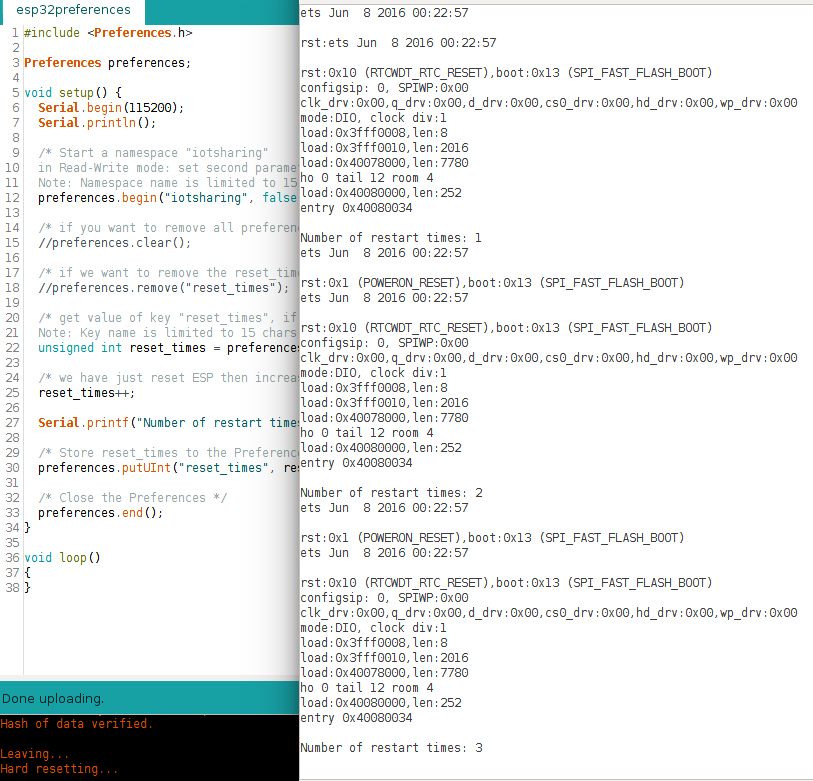 esp32preferences
1 #include <Preferences.h>
2
3 Preferences preferences;
4
5 void setup() {
6 Serial.begin(115200);
7 Serial.println();
8
9 /* Start a namespace "iotsharing"
10 in Read-Write mode: set second parame
11 Note: Namespace name is limited to 15
12 preferences.begin("iotsharing", false
13
14 /* if you want to remove all preferen
15 //preferences.clear();
16
17 /* if we want to remove the reset_tim
18 //preferences.remove("reset_times");
19
20 /* get value of key "reset_times", if
21 Note: Key name is limited to 15 chars
22 unsigned int reset_times = preferences
23
24 /* we have just reset ESP then increa
25 reset_times++;
26
27 Serial.printf("Number of restart times
28
29 /* Store reset_times to the Preferenc
30 preferences.putUInt("reset_times", res
31
32 /* Close the Preferences */
33 preferences.end();
34 }
35
36 void loop()
37 {
38 }
Done uploading.
Hash of data verified.
Leaving...
Hard resetting...
ets Jun  8 2016 00:22:57
rst:ets Jun  8 2016 00:22:57
rst:0x10 (RTCWDT_RTC_RESET),boot:0x13 (SPI_FAST_FLASH_BOOT)
configsip: 0, SPIWP:0x00
clk_drv:0x00,q_drv:0x00,d_drv:0x00,cs0_drv:0x00,hd_drv:0x00,wp_drv:0x00
mode:DIO, clock div:1
load:0x3fff0008,len:8
load:0x3fff0010,len:2016
load:0x40078000,len:7780
ho 0 tail 12 room 4
load:0x40080000,len:252
entry 0x40080034
Number of restart times: 1
ets Jun  8 2016 00:22:57
rst:0x1 (POWERON_RESET),boot:0x13 (SPI_FAST_FLASH_BOOT)
ets Jun  8 2016 00:22:57
rst:0x10 (RTCWDT_RTC_RESET),boot:0x13 (SPI_FAST_FLASH_BOOT)
configsip: 0, SPIWP:0x00
clk_drv:0x00,q_drv:0x00,d_drv:0x00,cs0_drv:0x00,hd_drv:0x00,wp_drv:0x00
mode:DIO, clock div:1
load:0x3fff0008,len:8
load:0x3fff0010,len:2016
load:0x40078000,len:7780
ho 0 tail 12 room 4
load:0x40080000,len:252
entry 0x40080034
Number of restart times: 2
ets Jun  8 2016 00:22:57
rst:0x1 (POWERON_RESET),boot:0x13 (SPI_FAST_FLASH_BOOT)
ets Jun  8 2016 00:22:57
rst:0x10 (RTCWDT_RTC_RESET),boot:0x13 (SPI_FAST_FLASH_BOOT)
configsip: 0, SPIWP:0x00
clk_drv:0x00,q_drv:0x00,d_drv:0x00,cs0_drv:0x00,hd_drv:0x00,wp_drv:0x00
mode:DIO, clock div:1
load:0x3fff0008,len:8
load:0x3fff0010,len:2016
load:0x40078000,len:7780
ho 0 tail 12 room 4
load:0x40080000,len:252
entry 0x40080034
Number of restart times: 3